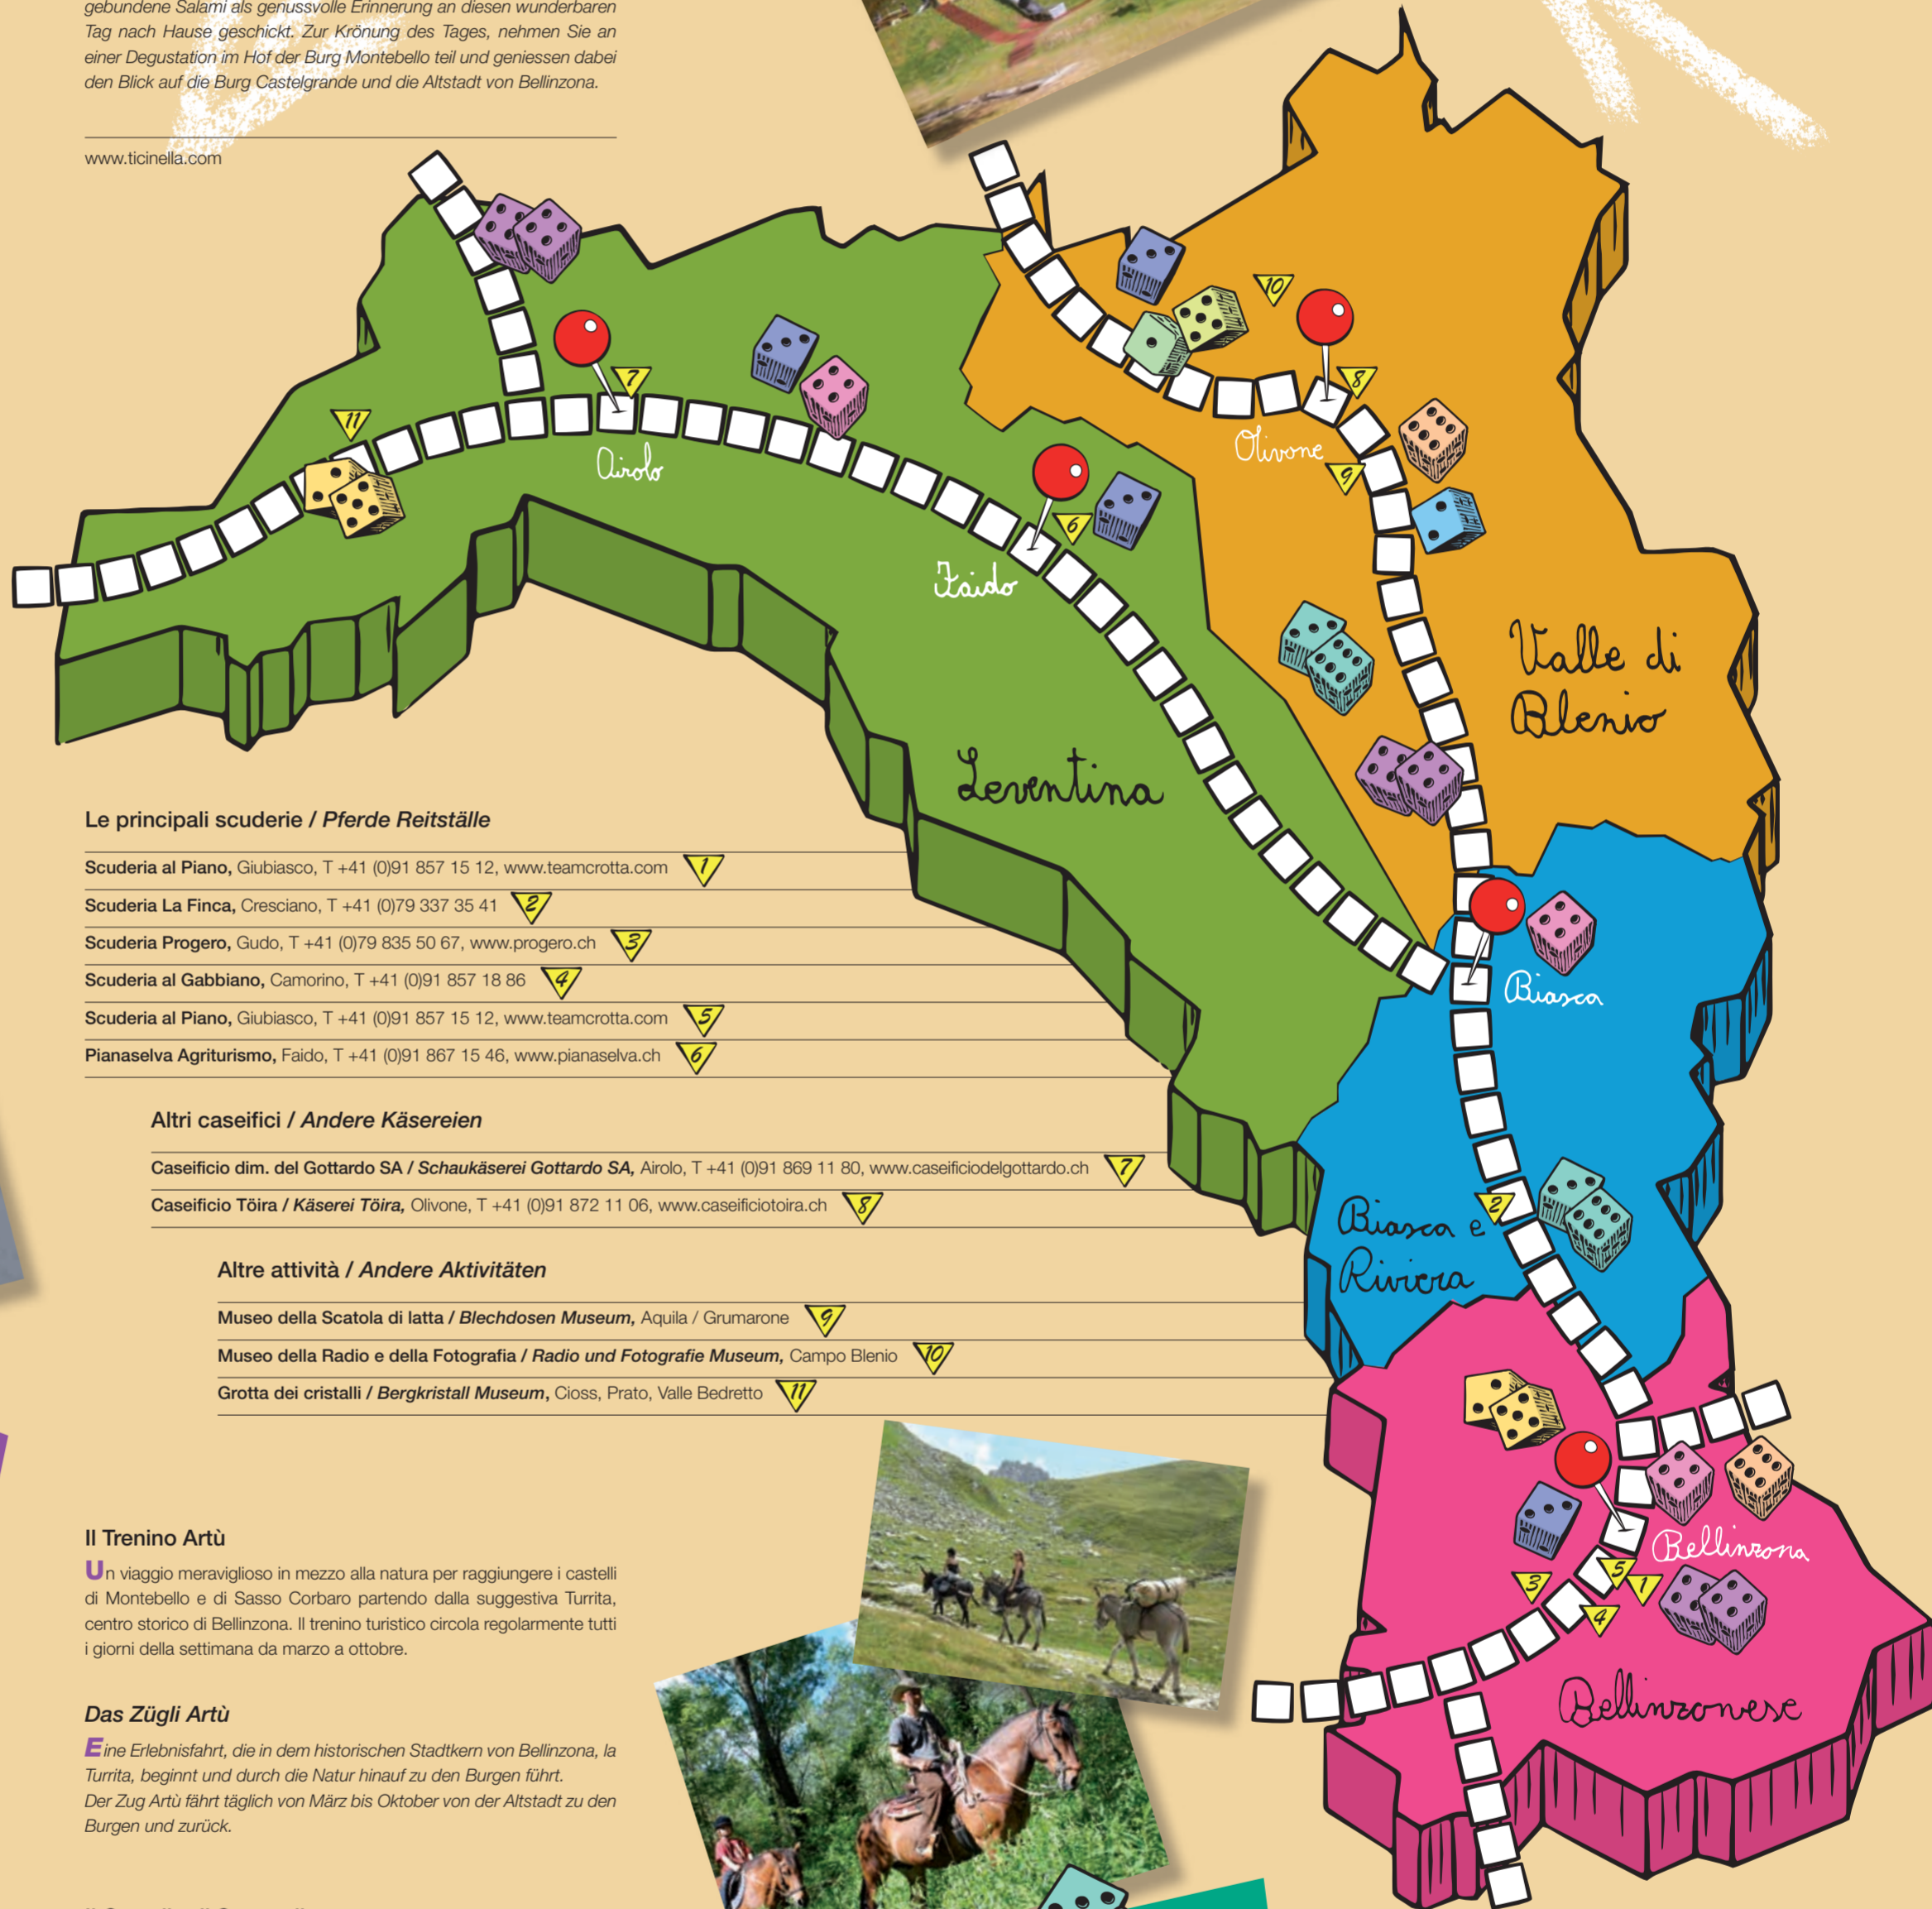 gebundene Salami als genussvolle Erinnerung an diesen wunderbaren
Tag nach Hause geschickt. Zur Krönung des Tages, nehmen Sie an
einer Degustation im Hof der Burg Montebello teil und geniessen dabei
den Blick auf die Burg Castelgrande und die Altstadt von Bellinzona.
www.ticinella.com
10
7
8
11
Airolo
Olivone
9
6
Faido
Valle di
Blenio
Leventina
Biasca
2
Biasca e
Riviera
Bellinzona
5
3
1
4
Bellinzonese
Le principali scuderie / Pferde Reitställe
Scuderia al Piano, Giubiasco, T +41 (0)91 857 15 12, www.teamcrotta.com 1
Scuderia La Finca, Cresciano, T +41 (0)79 337 35 41 2
Scuderia Progero, Gudo, T +41 (0)79 835 50 67, www.progero.ch 3
Scuderia al Gabbiano, Camorino, T +41 (0)91 857 18 86 4
Scuderia al Piano, Giubiasco, T +41 (0)91 857 15 12, www.teamcrotta.com 5
Pianaselva Agriturismo, Faido, T +41 (0)91 867 15 46, www.pianaselva.ch 6
Altri caseifici / Andere Käsereien
Caseificio dim. del Gottardo SA / Schaukäserei Gottardo SA, Airolo, T +41 (0)91 869 11 80, www.caseificiodelgottardo.ch 7
Caseificio Töira / Käserei Töira, Olivone, T +41 (0)91 872 11 06, www.caseificiotoira.ch 8
Altre attività / Andere Aktivitäten
Museo della Scatola di latta / Blechdosen Museum, Aquila / Grumarone 9
Museo della Radio e della Fotografia / Radio und Fotografie Museum, Campo Blenio 10
Grotta dei cristalli / Bergkristall Museum, Cioss, Prato, Valle Bedretto 11
Il Trenino Artù
Un viaggio meraviglioso in mezzo alla natura per raggiungere i castelli
di Montebello e di Sasso Corbaro partendo dalla suggestiva Turrita,
centro storico di Bellinzona. Il trenino turistico circola regolarmente tutti
i giorni della settimana da marzo a ottobre.
Das Zügli Artù
Eine Erlebnisfahrt, die in dem historischen Stadtkern von Bellinzona, la
Turrita, beginnt und durch die Natur hinauf zu den Burgen führt.
Der Zug Artù fährt täglich von März bis Oktober von der Altstadt zu den
Burgen und zurück.